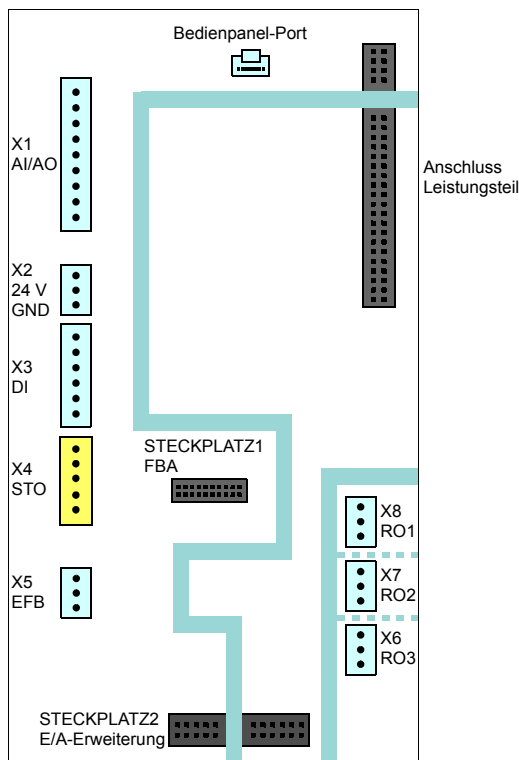 Bedienpanel-Port
X1
AI/AO
Anschluss
Leistungsteil
X2
24 V
GND
X3
DI
STECKPLATZ1
FBA
X4
STO
X8
RO1
X5
EFB
X7
RO2
X6
RO3
STECKPLATZ2
E/A-Erweiterung